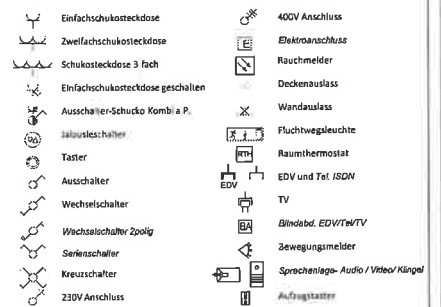 Einfachschukosteckdose
Zweifachschukosteckdose
Schukosteckdose 3 fach
Einfachschukosteckdose geschalten
Ausschalter-Schucko Kombi a.P.
Jalousieschalter
Taster
Ausschalter
Wechselschalter
Wechselschalter 2polig
Serienschalter
Kreuzschalter
230V Anschluss
400V Anschluss
E Elektroanschluss
Rauchmelder
Deckenauslass
Wandauslass
Fluchtwegsleuchte
RTH Raumthermostat
EDV EDV und Tel. ISDN
TV
BA Blindabd. EDV/Tel/TV
Bewegungsmelder
Sprechanlage- Audio / Video/ Klingel
Aufzugstaster